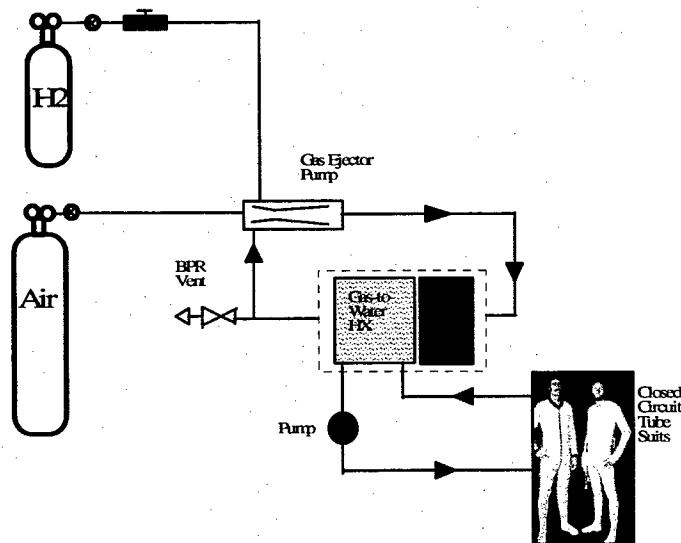 H2
Gas Ejector
Pump
Air
BPR
Vent
Gas-to-
Water
HX
Pump
Closed
Circuit
Tube
Suits